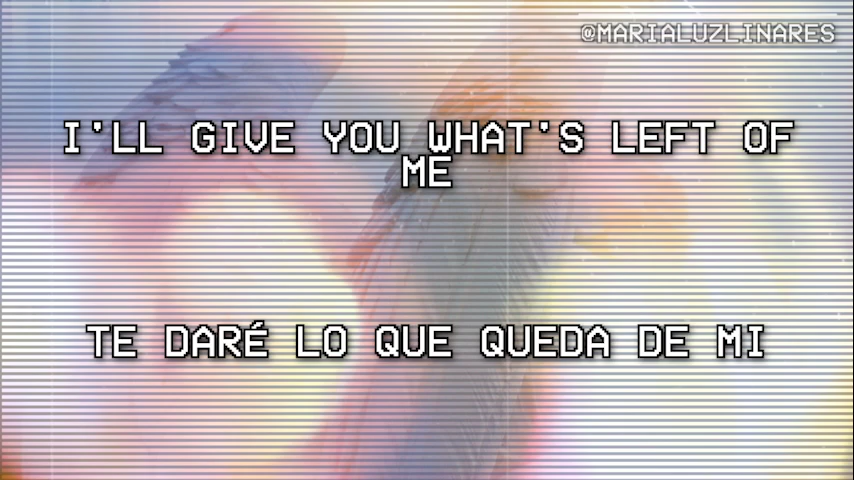 @MARIALUZLINARES
I'LL GIVE YOU WHAT'S LEFT OF
ME
TE DARÉ LO QUE QUEDA DE MI